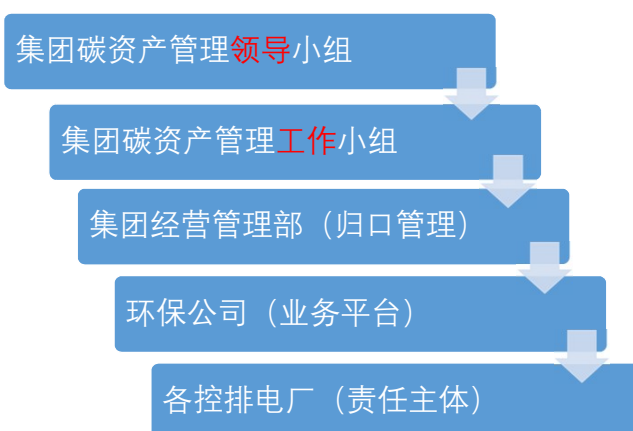 集团碳资产管理领导小组
集团碳资产管理工作小组
集团经营管理部（归口管理）
环保公司（业务平台）
各控排电厂（责任主体）